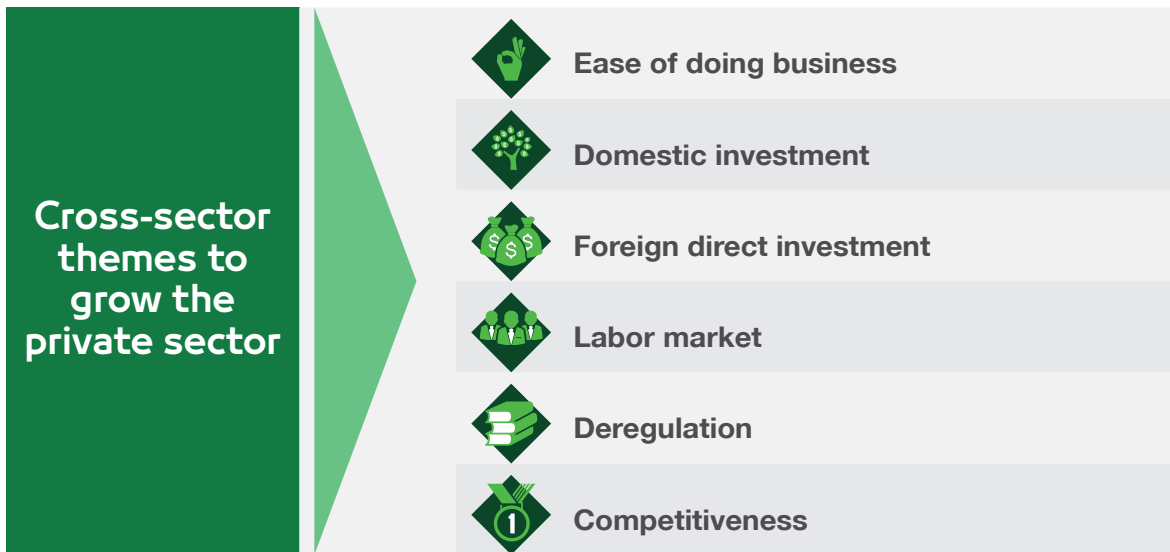 Cross-sector
themes to
grow the
private sector
Ease of doing business
Domestic investment
$ $ $
Foreign direct investment
Labor market
Deregulation
1
Competitiveness